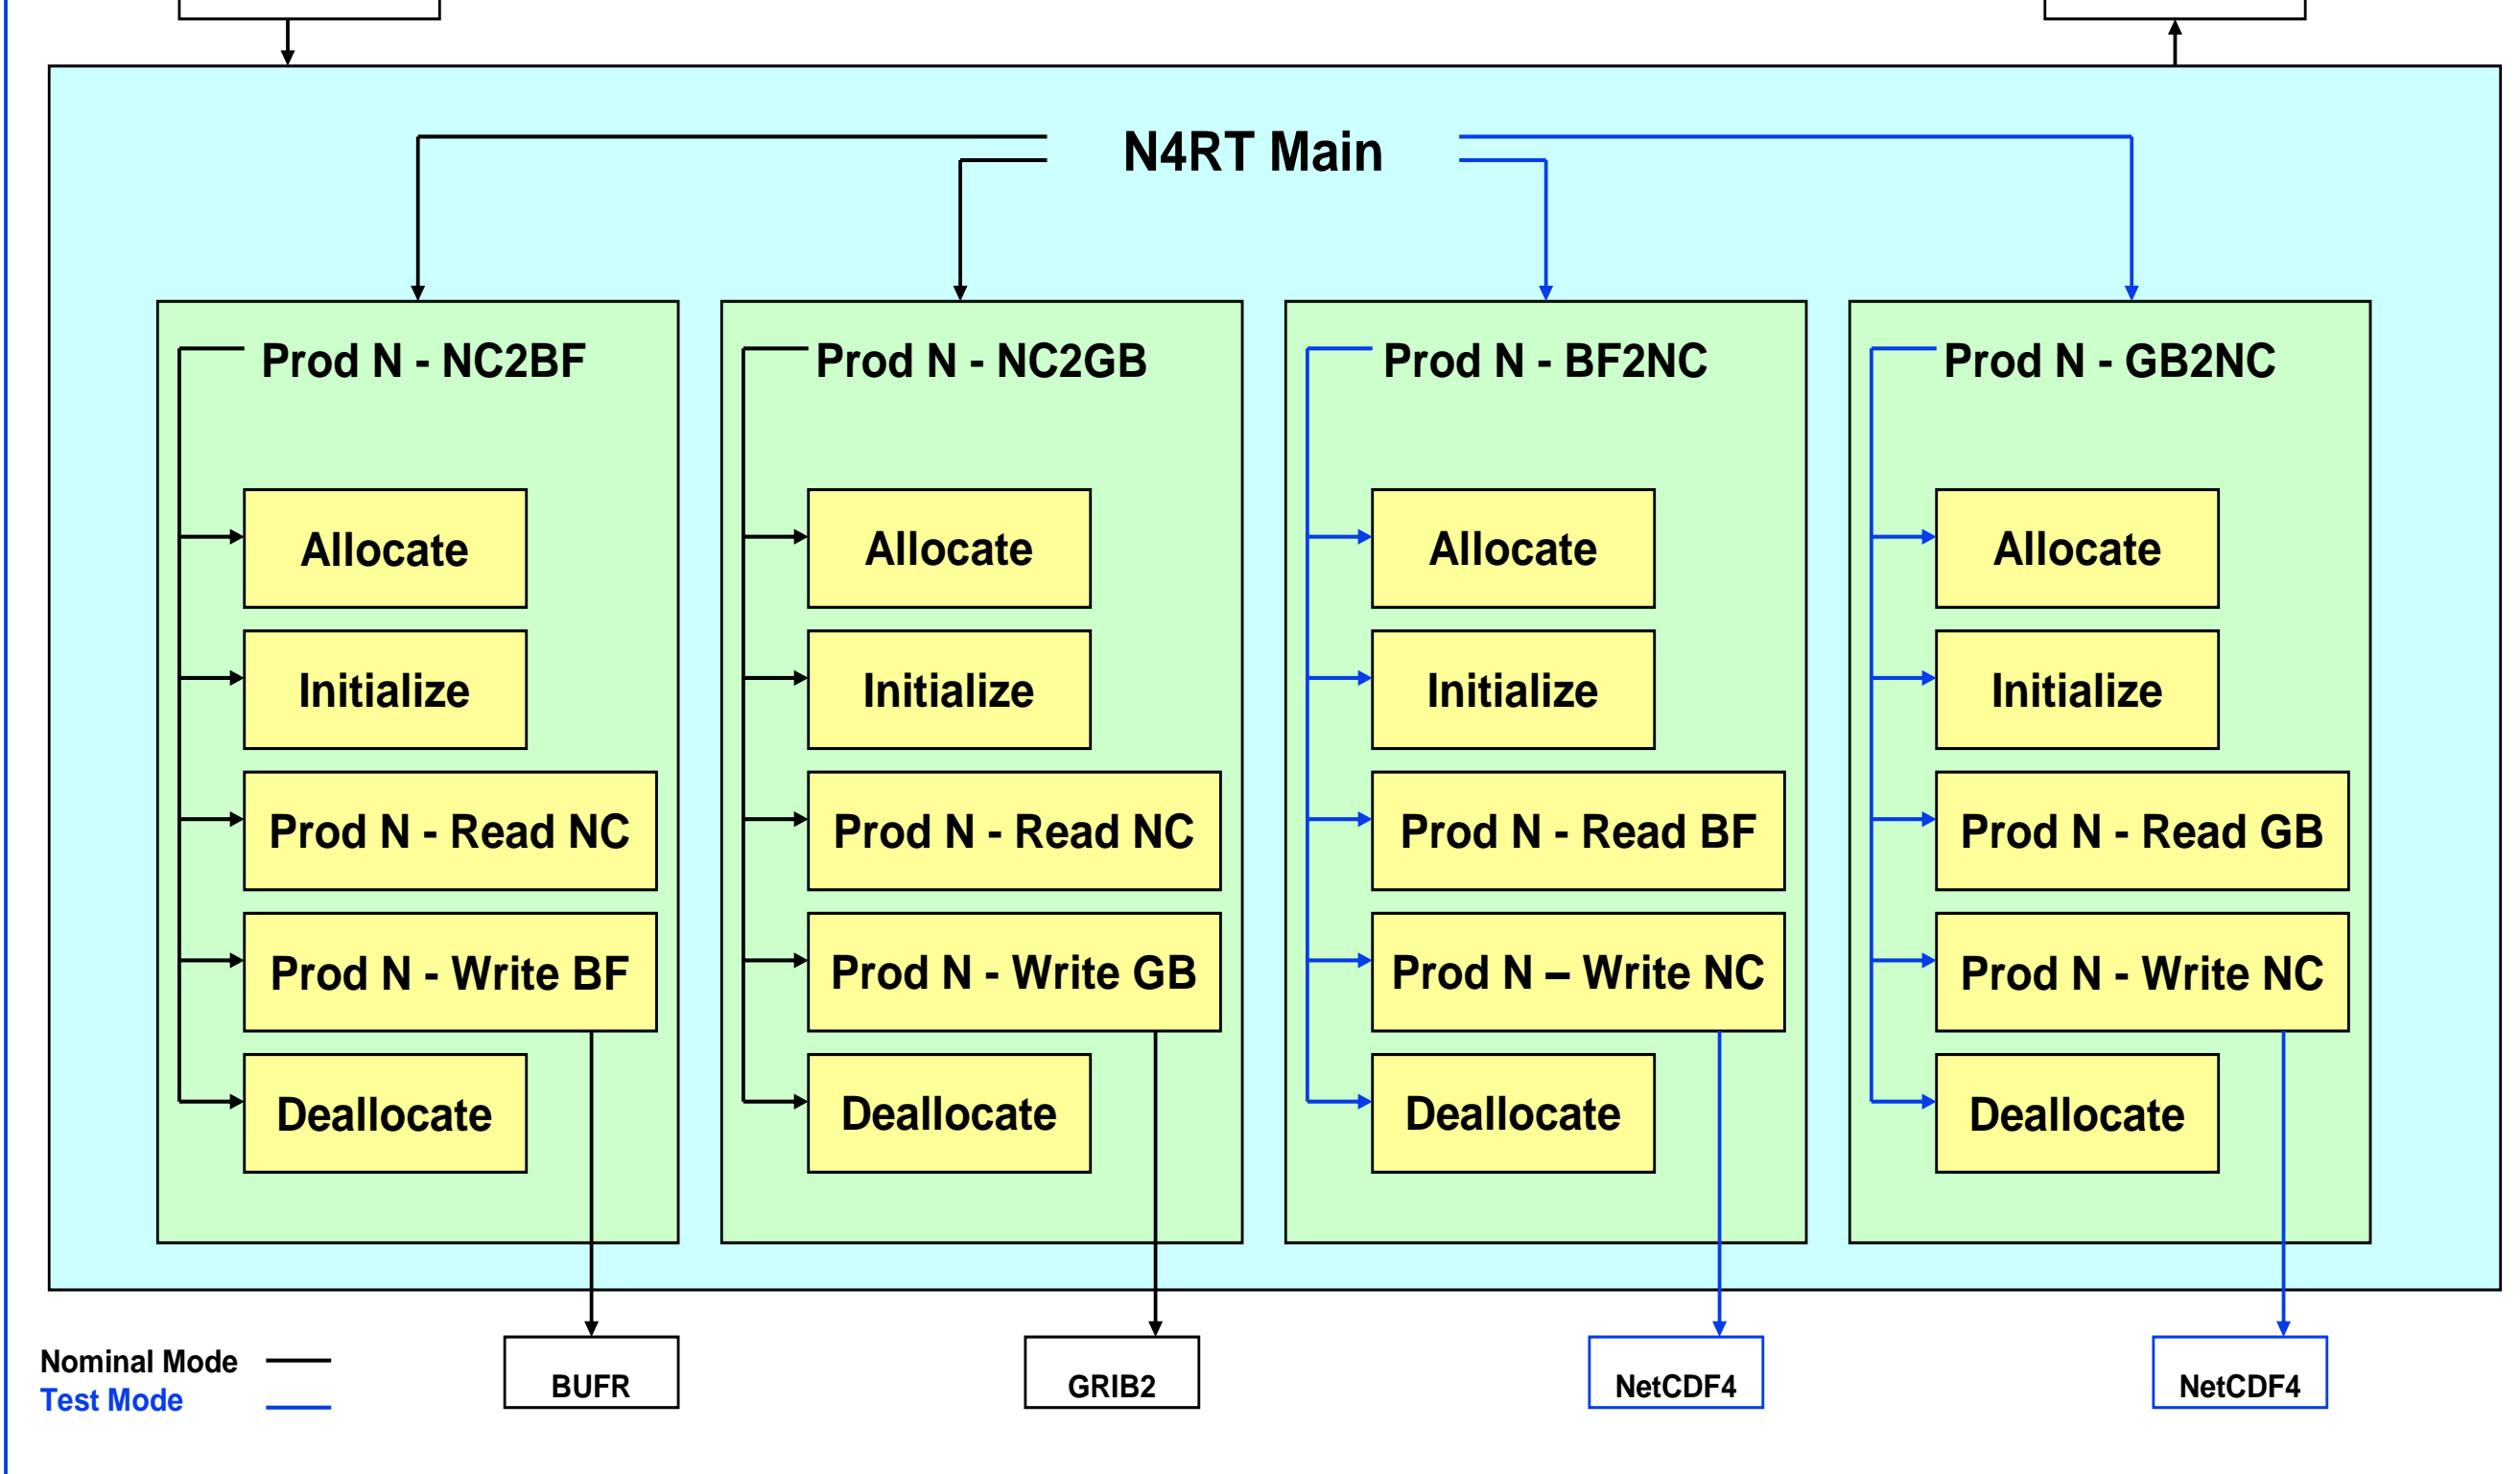 N4RT Main
Prod N - NC2BF
Allocate
Initialize
Prod N - Read NC
Prod N - Write BF
Deallocate
Prod N - NC2GB
Allocate
Initialize
Prod N - Read NC
Prod N - Write GB
Deallocate
Prod N - BF2NC
Allocate
Initialize
Prod N - Read BF
Prod N – Write NC
Deallocate
Prod N - GB2NC
Allocate
Initialize
Prod N - Read GB
Prod N - Write NC
Deallocate
Nominal Mode
Test Mode
BUFR
GRIB2
NetCDF4
NetCDF4